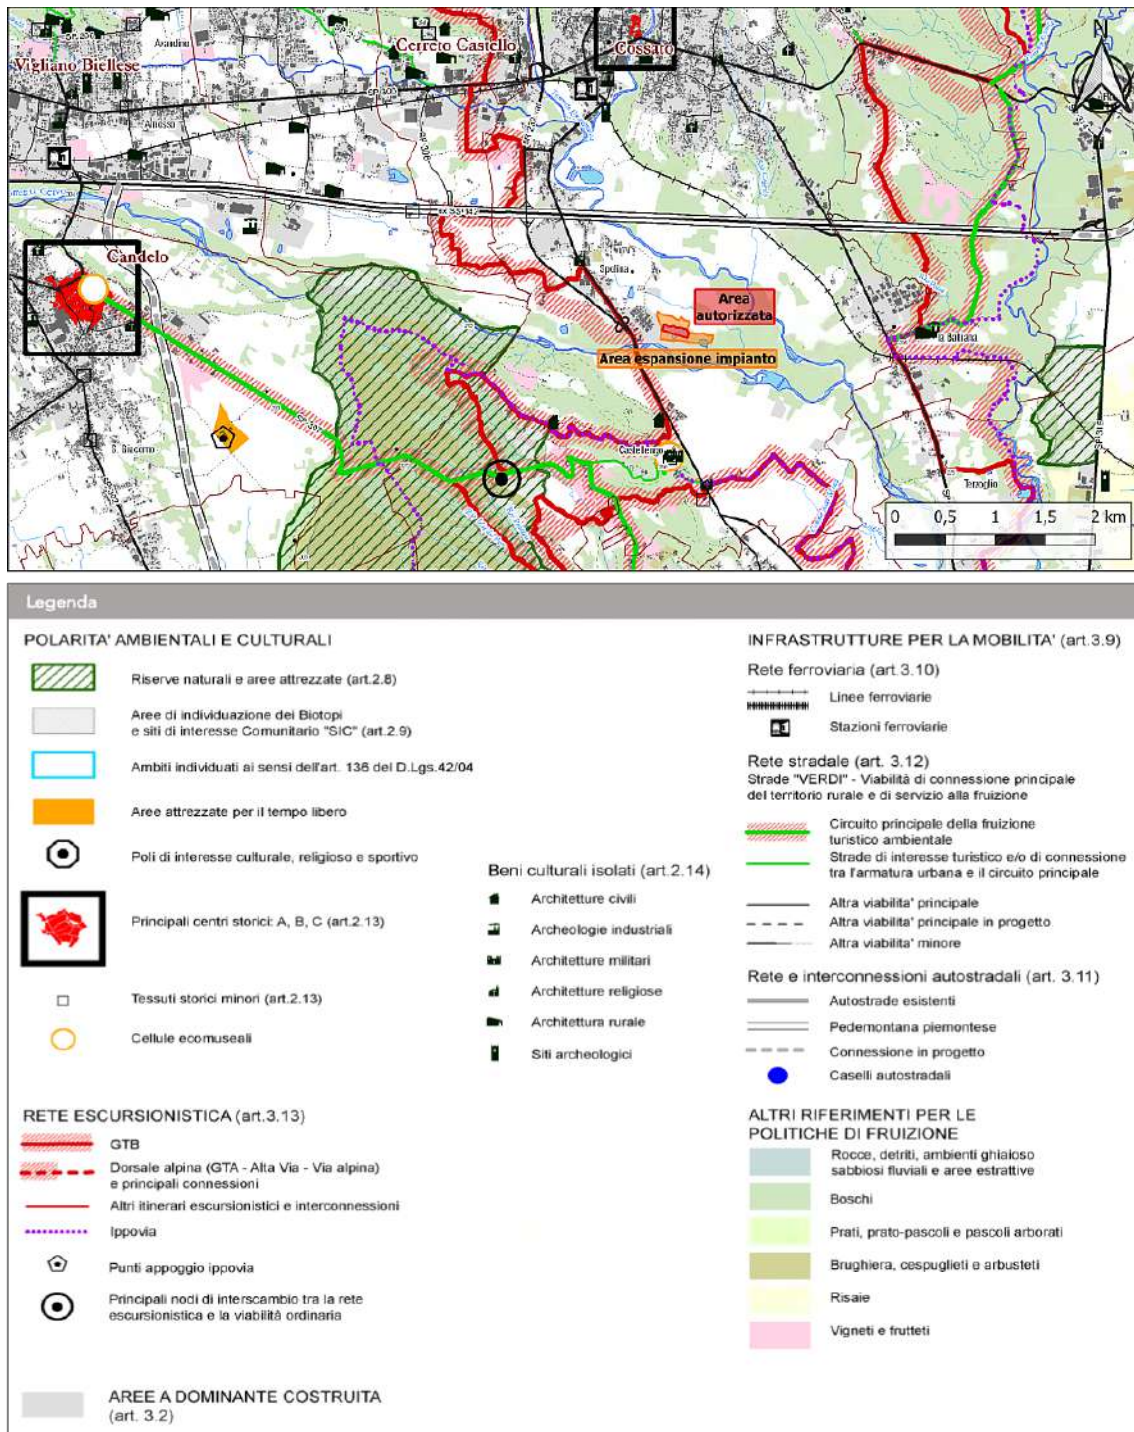 Vigliano Biellese
Cerreto Castello
Cossato
Candelo
Spolina
Area
autorizzata
Area espansione impianto
Castellengo
S. Giacomo
Terzoglio
N
0 0,5 1 1,5 2 km
Legenda
POLARITA' AMBIENTALI E CULTURALI
Riserve naturali e aree attrezzate (art.2.8)
Aree di individuazione dei Biotopi
e siti di interesse Comunitario "SIC" (art.2.9)
Ambiti individuati ai sensi dell'art. 136 del D.Lgs.42/04
Aree attrezzate per il tempo libero
Poli di interesse culturale, religioso e sportivo
Principali centri storici: A, B, C (art.2.13)
Tessuti storici minori (art.2.13)
Cellule ecomuseali
Beni culturali isolati (art.2.14)
Architetture civili
Archeologie industriali
Architetture militari
Architetture religiose
Architettura rurale
Siti archeologici
RETE ESCURSIONISTICA (art.3.13)
GTB
Dorsale alpina (GTA - Alta Via - Via alpina)
e principali connessioni
Altri itinerari escursionistici e interconnessioni
Ippovia
Punti appoggio ippovia
Principali nodi di interscambio tra la rete
escursionistica e la viabilità ordinaria
AREE A DOMINANTE COSTRUITA
(art. 3.2)
INFRASTRUTTURE PER LA MOBILITA' (art.3.9)
Rete ferroviaria (art.3.10)
Linee ferroviarie
Stazioni ferroviarie
Rete stradale (art. 3.12)
Strade "VERDI" - Viabilità di connessione principale
del territorio rurale e di servizio alla fruizione
Circuito principale della fruizione
turistico ambientale
Strade di interesse turistico e/o di connessione
tra l'armatura urbana e il circuito principale
Altra viabilita' principale
Altra viabilita' principale in progetto
Altra viabilita' minore
Rete e interconnessioni autostradali (art. 3.11)
Autostrade esistenti
Pedemontana piemontese
Connessione in progetto
Caselli autostradali
ALTRI RIFERIMENTI PER LE
POLITICHE DI FRUIZIONE
Rocce, detriti, ambienti ghiaioso
sabbiosi fluviali e aree estrattive
Boschi
Prati, prato-pascoli e pascoli arborati
Brughiera, cespuglieti e arbusteti
Risaie
Vigneti e frutteti